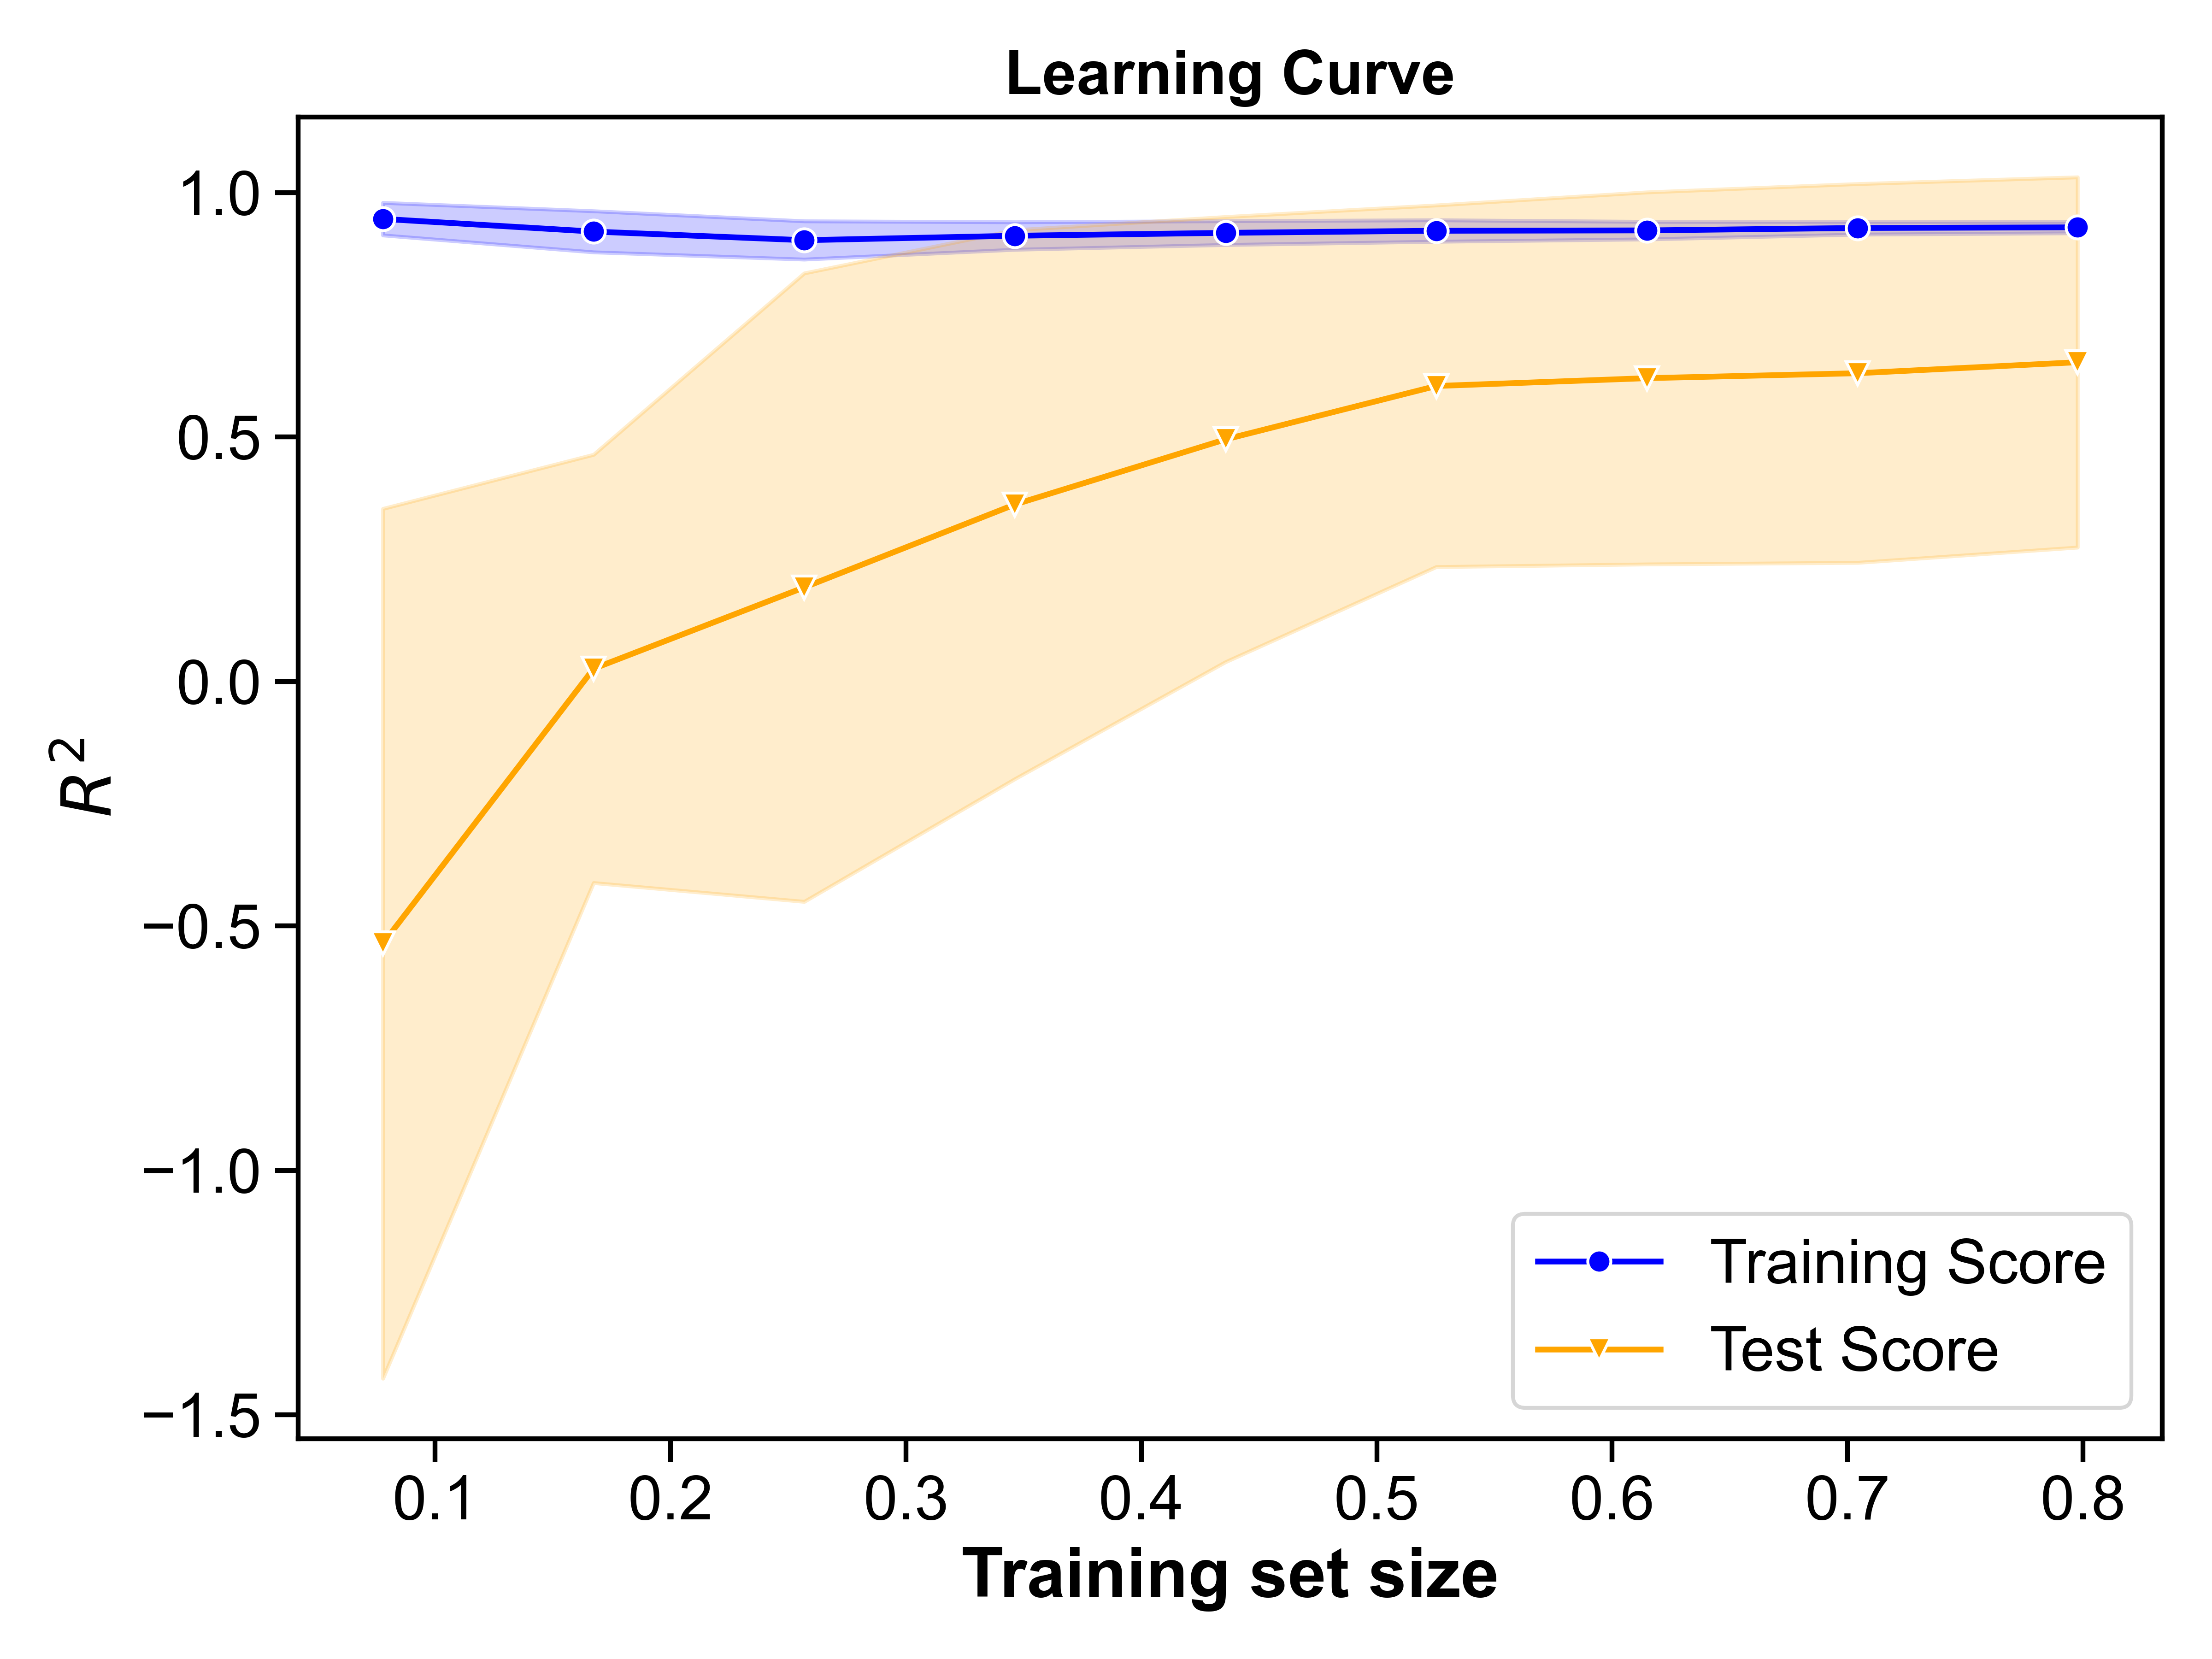 Learning Curve
1.0
0.5
0.0
−0.5
−1.0
−1.5
R²
Training Score
Test Score
0.1 0.2 0.3 0.4 0.5 0.6 0.7 0.8
Training set size